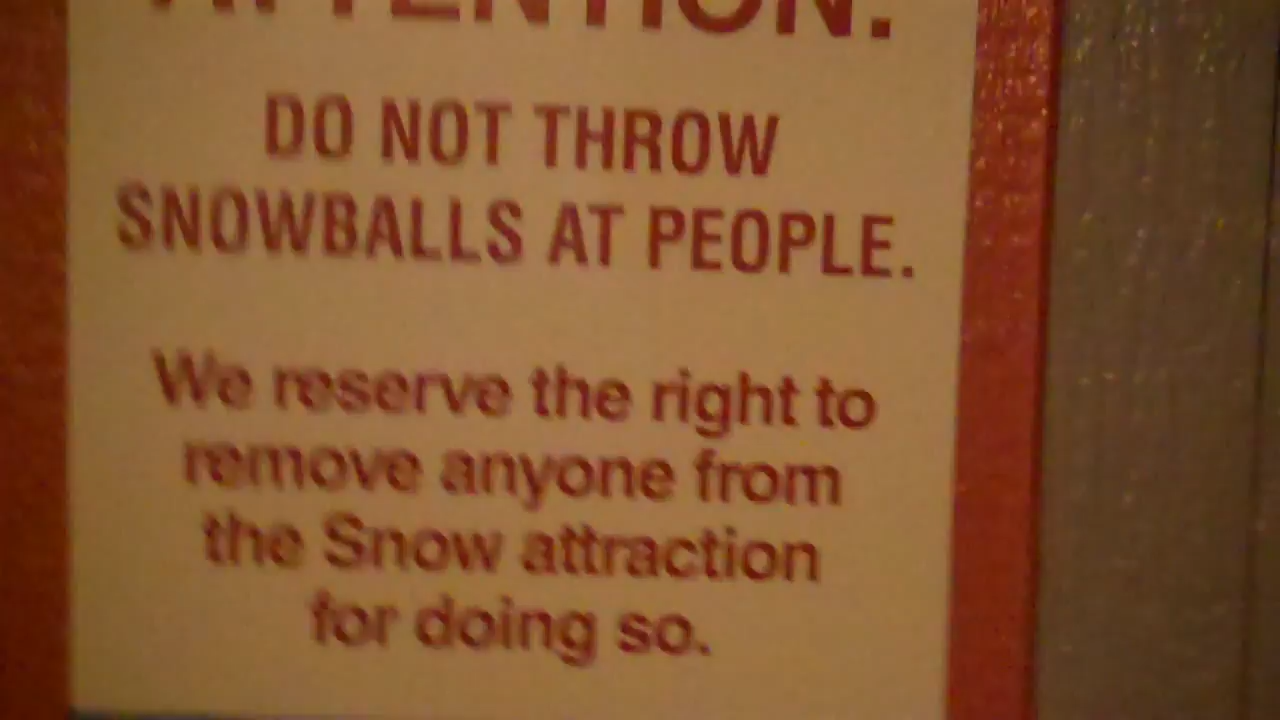 ATTENTION.
DO NOT THROW
SNOWBALLS AT PEOPLE.
We reserve the right to
remove anyone from
the Snow attraction
for doing so.